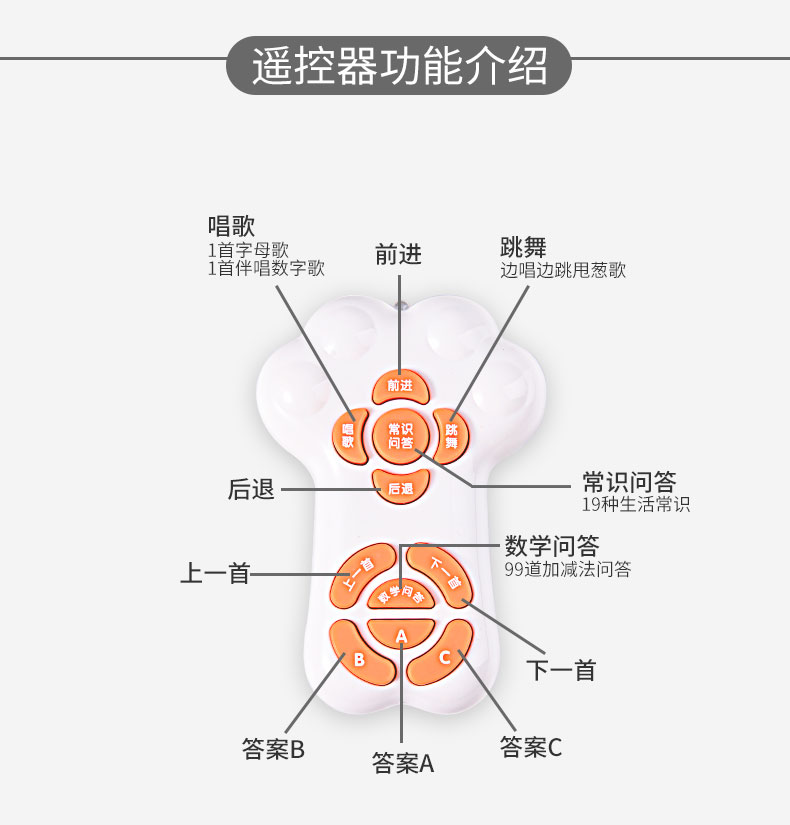 遥控器功能介绍
唱歌
1首字母歌
1首伴唱数字歌
前进
跳舞
边唱边跳甩葱歌
前进
唱歌
常识
问答
跳舞
后退
后退
常识问答
19种生活常识
数学问答
99道加减法问答
上一首
上一首
下一首
数学问答
A
B
C
下一首
答案B
答案A
答案C